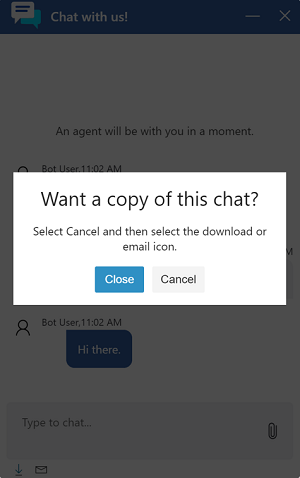 Chat with us!
An agent will be with you in a moment.
Bot User,11:02 AM
Want a copy of this chat?
Select Cancel and then select the download or
email icon.
Close
Cancel
Bot User,11:02 AM
Hi there.
Type to chat...